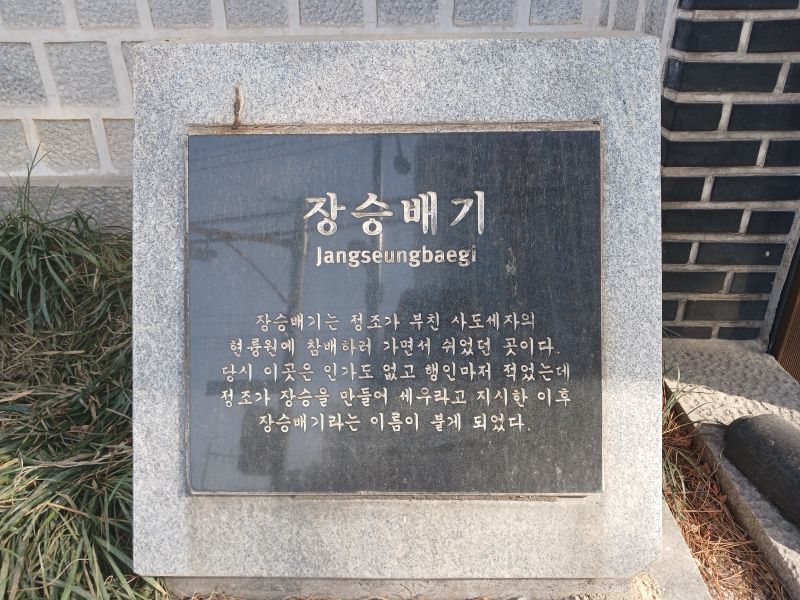 장승배기
Jangseungbaegi
장승배기는 정조가 부친 사도세자의
현륭원에 참배하러 가면서 쉬었던 곳이다.
당시 이곳은 인가도 없고 행인마저 적었는데
정조가 장승을 만들어 세우라고 지시한 이후
장승배기라는 이름이 붙게 되었다.